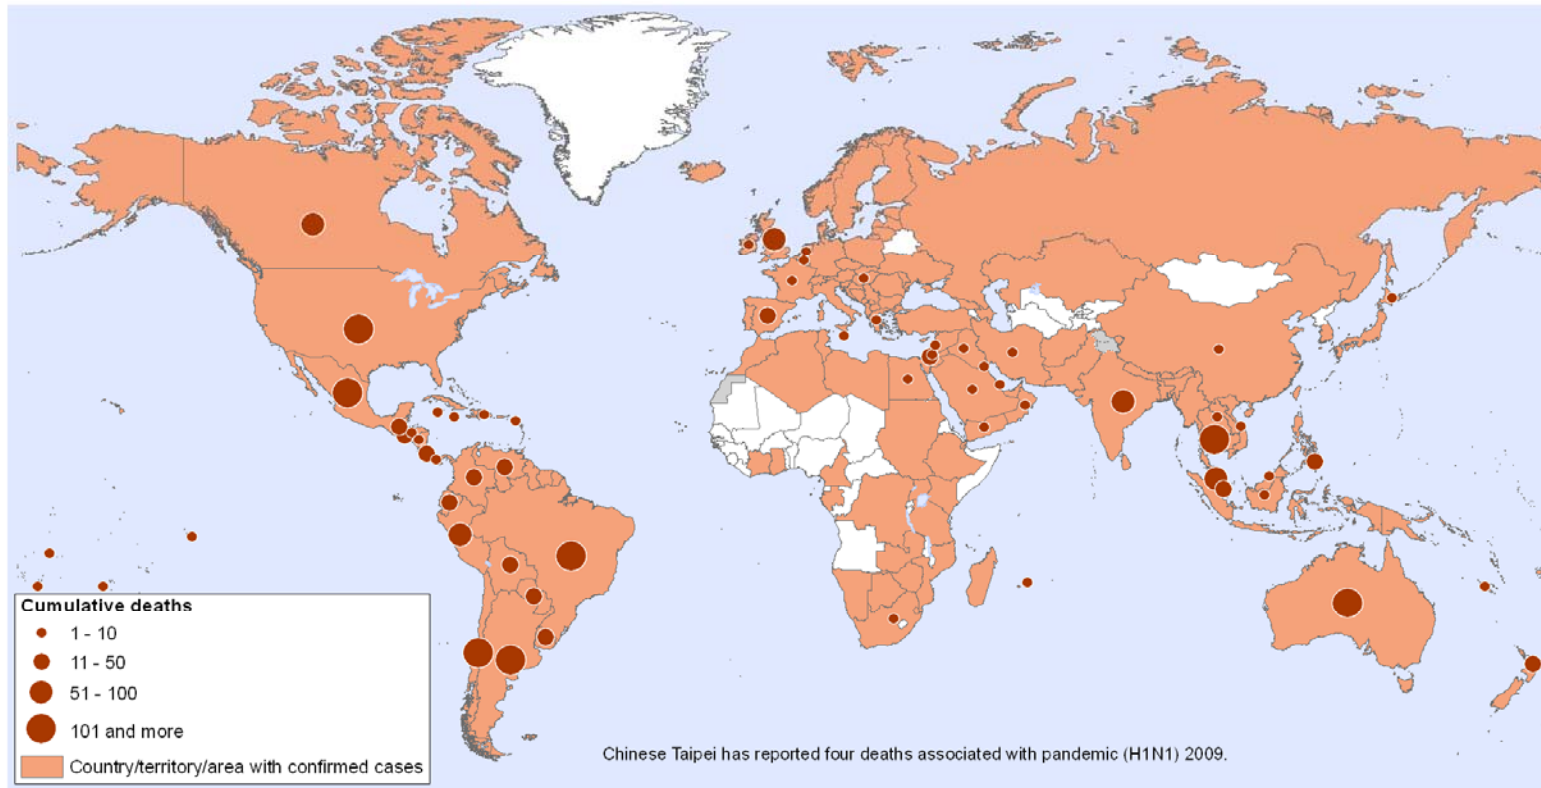 Cumulative deaths
1 - 10
11 - 50
51 - 100
101 and more
Country/territory/area with confirmed cases
Chinese Taipei has reported four deaths associated with pandemic (H1N1) 2009.